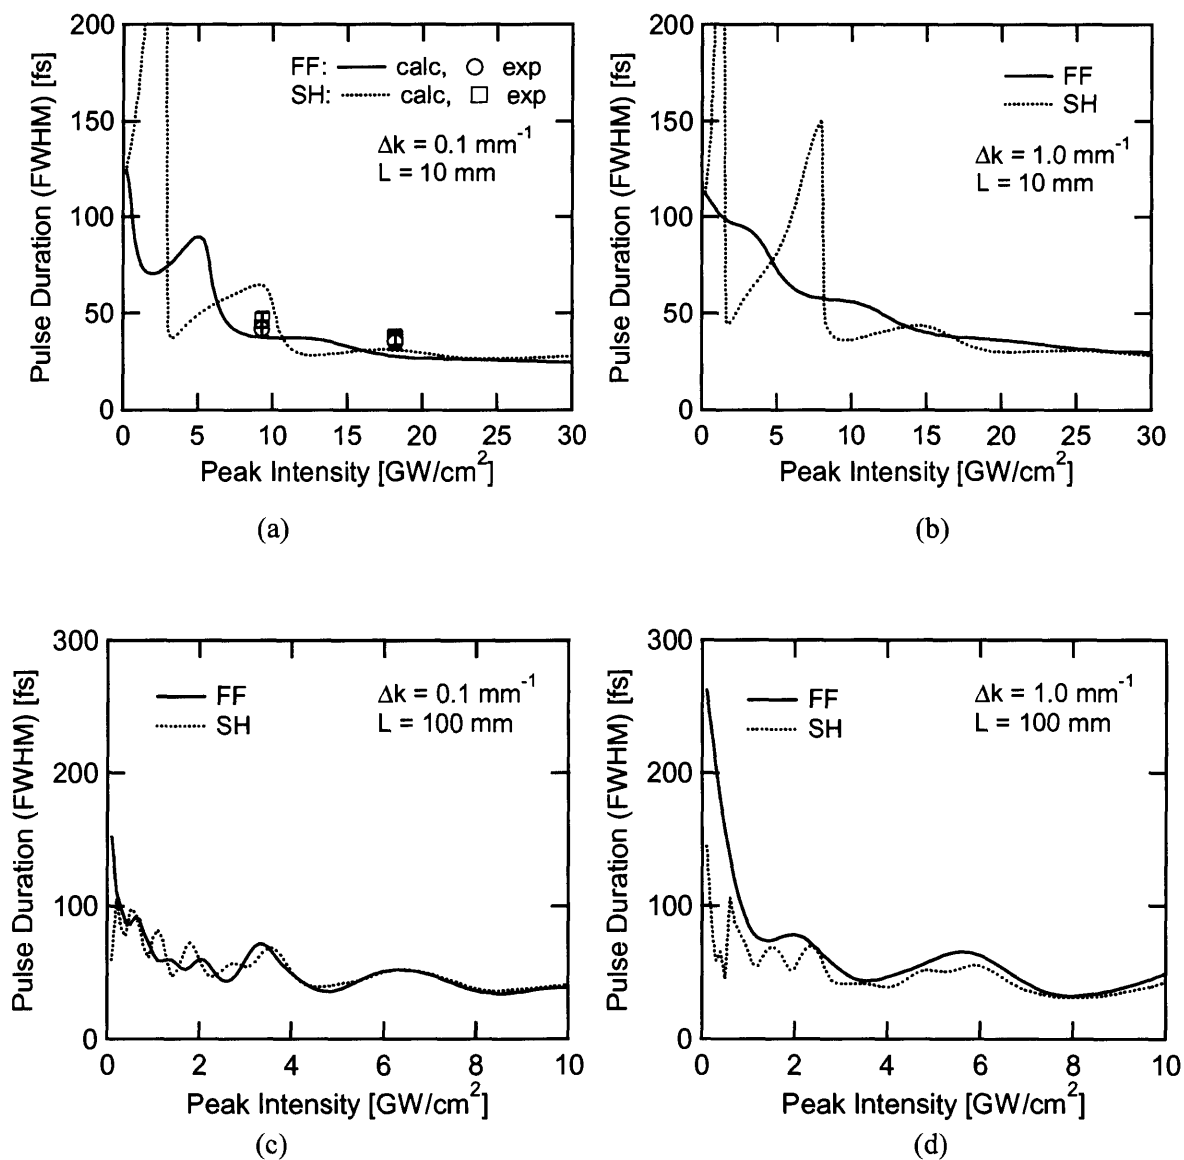 200
150
100
50
0
Pulse Duration (FWHM) [fs]
FF: calc, exp
SH: calc, exp
Δk = 0.1 mm⁻¹
L = 10 mm
0 5 10 15 20 25 30
Peak Intensity [GW/cm²]
(a)
200
150
100
50
0
Pulse Duration (FWHM) [fs]
FF
SH
Δk = 1.0 mm⁻¹
L = 10 mm
0 5 10 15 20 25 30
Peak Intensity [GW/cm²]
(b)
300
200
100
0
Pulse Duration (FWHM) [fs]
FF
SH
Δk = 0.1 mm⁻¹
L = 100 mm
0 2 4 6 8 10
Peak Intensity [GW/cm²]
(c)
300
200
100
0
Pulse Duration (FWHM) [fs]
FF
SH
Δk = 1.0 mm⁻¹
L = 100 mm
0 2 4 6 8 10
Peak Intensity [GW/cm²]
(d)